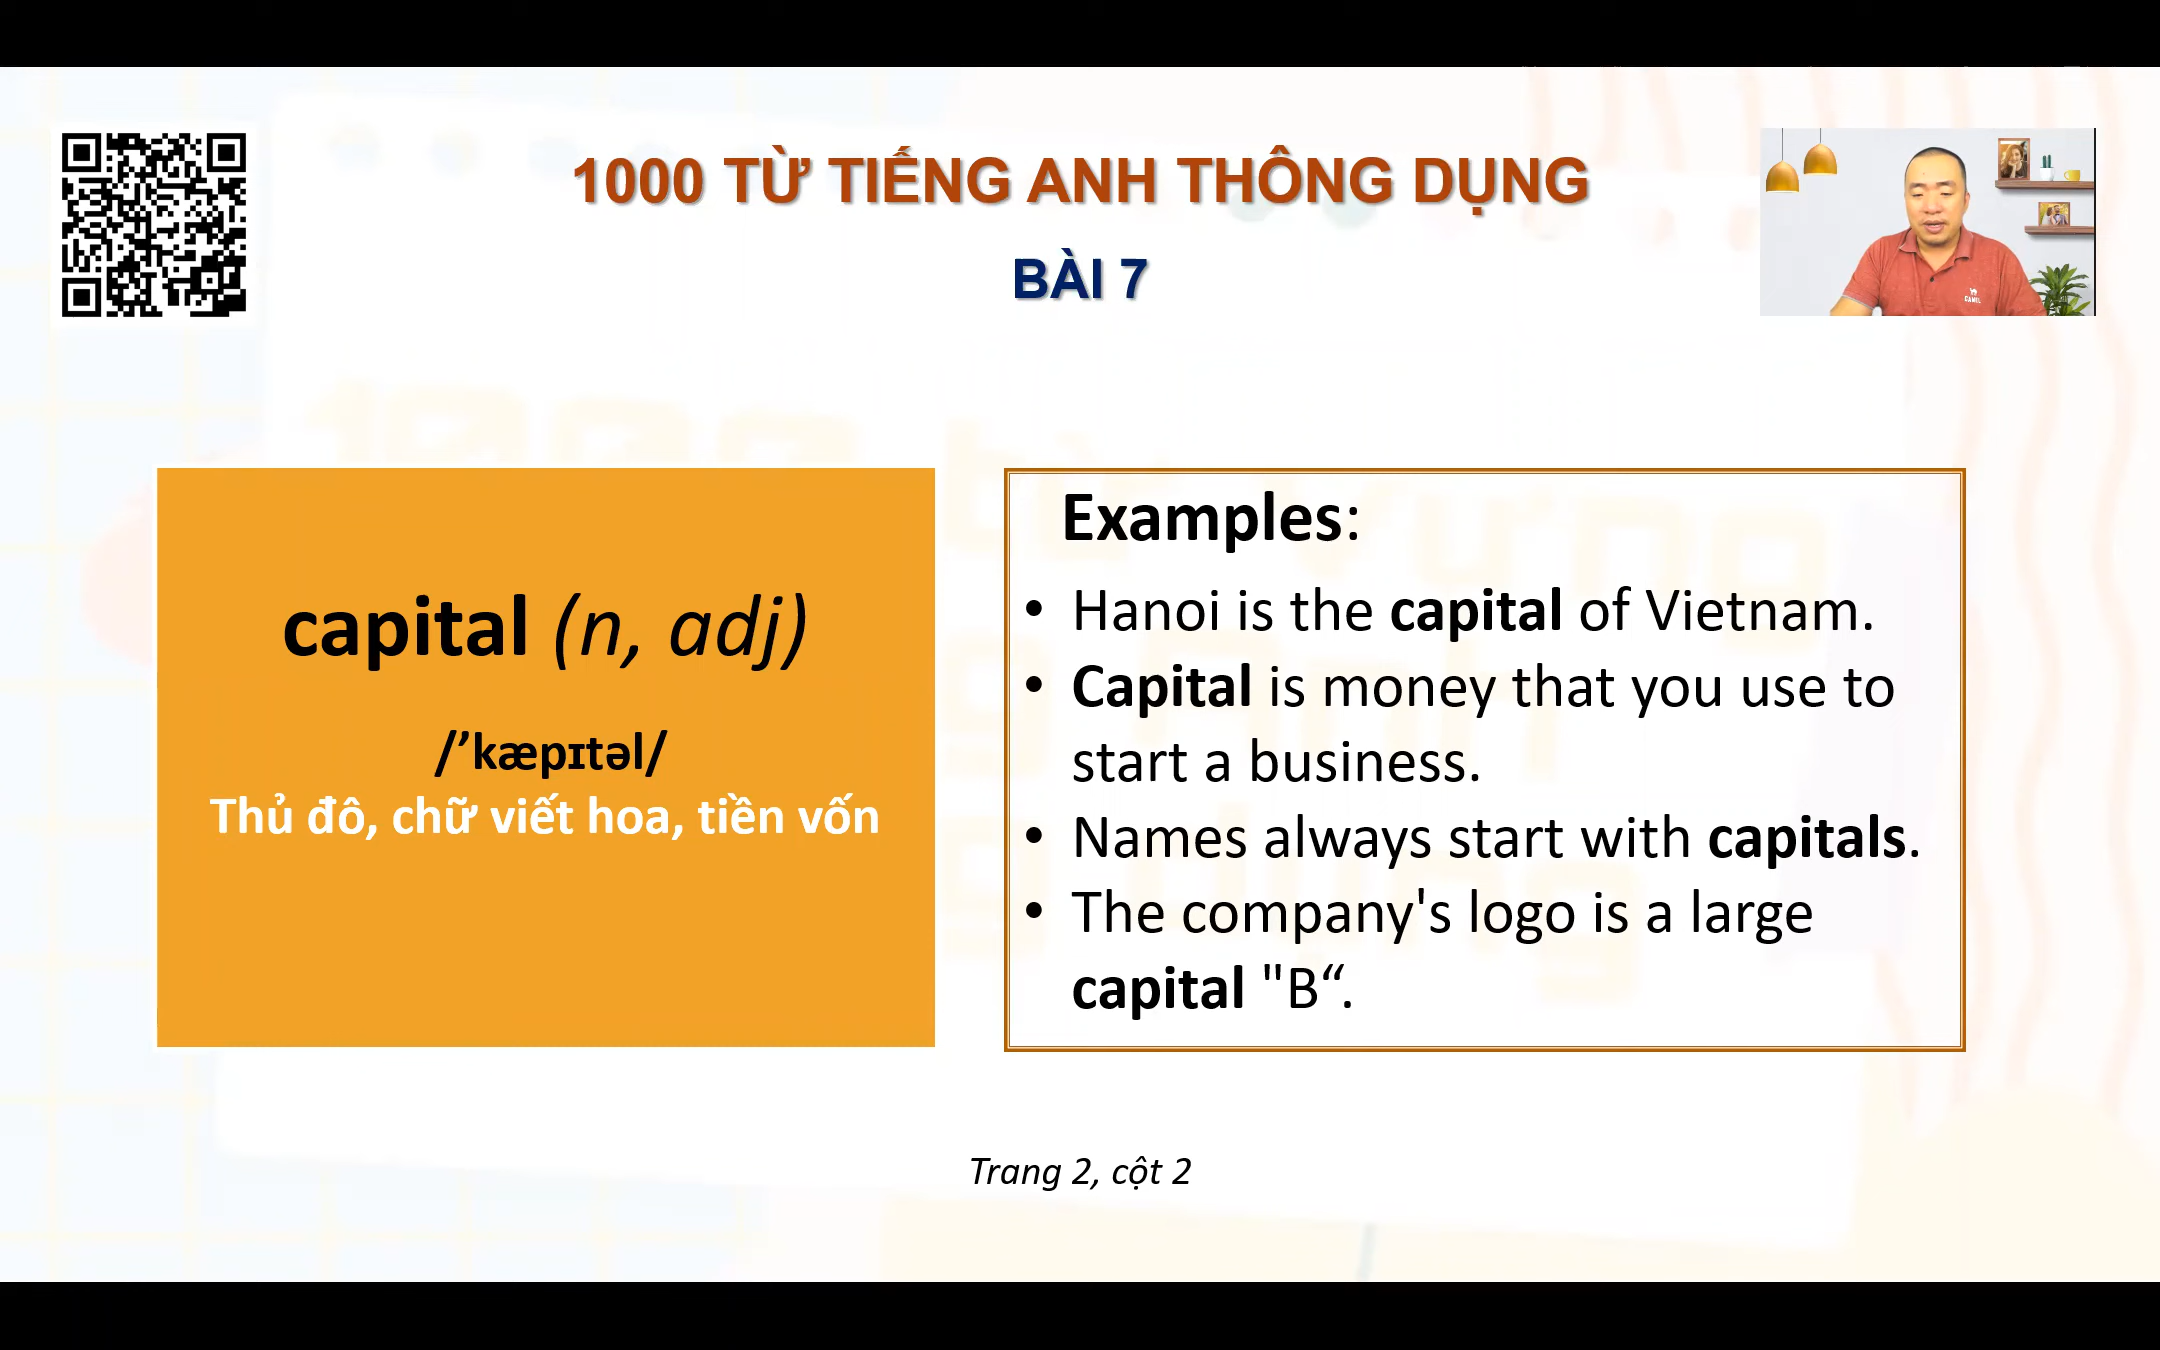 1000 TỪ TIẾNG ANH THÔNG DỤNG
BÀI 7
capital (n, adj)
/’kæpɪtəl/
Thủ đô, chữ viết hoa, tiền vốn
Examples:
• Hanoi is the capital of Vietnam.
• Capital is money that you use to
start a business.
• Names always start with capitals.
• The company's logo is a large
capital "B“.
Trang 2, cột 2
CAMEL